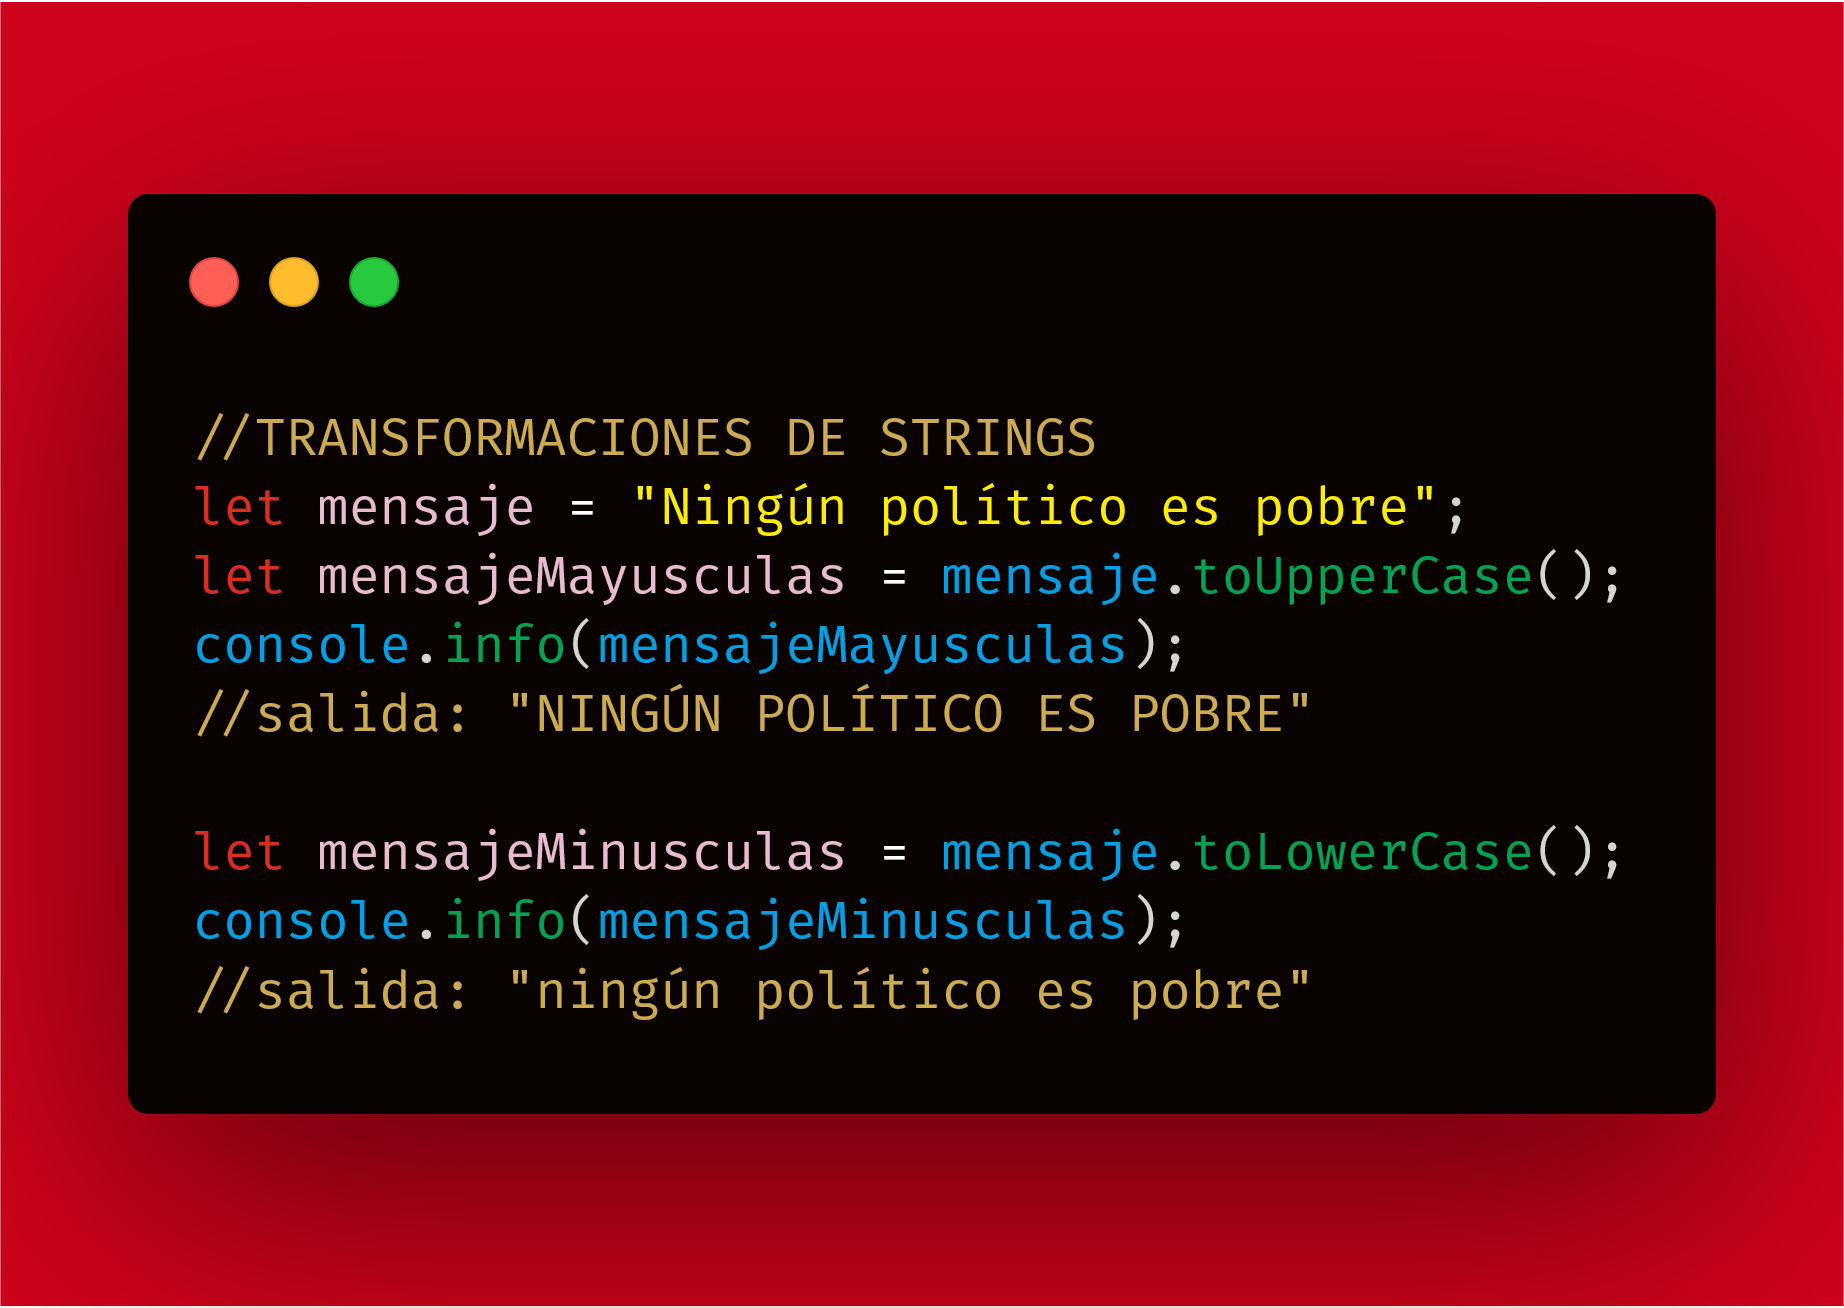 //TRANSFORMACIONES DE STRINGS
let mensaje = "Ningún político es pobre";
let mensajeMayusculas = mensaje.toUpperCase();
console.info(mensajeMayusculas);
//salida: "NINGÚN POLÍTICO ES POBRE"
let mensajeMinusculas = mensaje.toLowerCase();
console.info(mensajeMinusculas);
//salida: "ningún político es pobre"